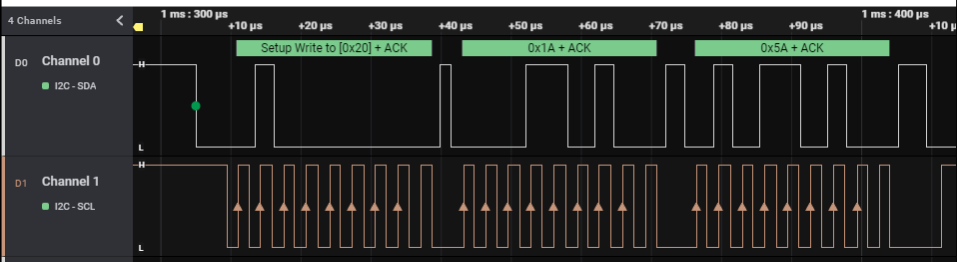 4 Channels
1 ms : 300 µs
+10 µs
+20 µs
+30 µs
+40 µs
+50 µs
+60 µs
+70 µs
+80 µs
+90 µs
1 ms : 400 µs
+10 µ
D0
Channel 0
I2C - SDA
H
L
Setup Write to [0x20] + ACK
0x1A + ACK
0x5A + ACK
D1
Channel 1
I2C - SCL
H
L